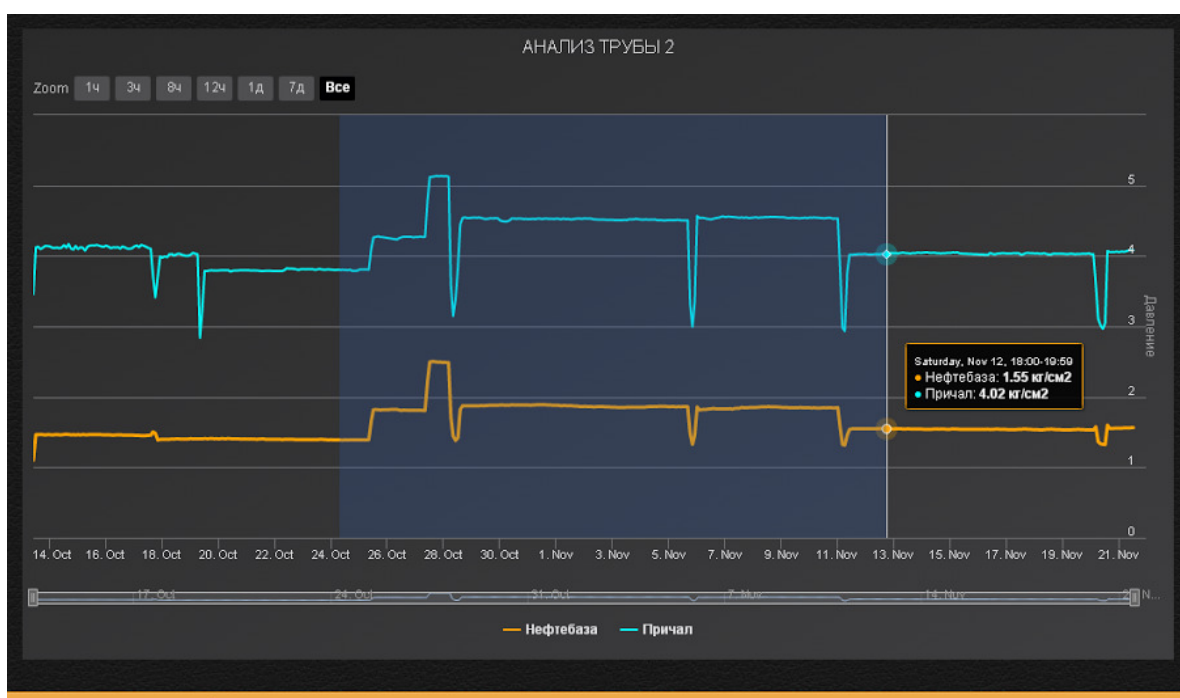 АНАЛИЗ ТРУБЫ 2
Zoom 1ч 3ч 8ч 12ч 1д 7д Все
5
4
3
2
1
0
Давление
Saturday, Nov 12, 18:00-19:59
Нефтебаза: 1.55 кг/см2
Причал: 4.02 кг/см2
14. Oct 16. Oct 18. Oct 20. Oct 22. Oct 24. Oct 26. Oct 28. Oct 30. Oct 1. Nov 3. Nov 5. Nov 7. Nov 9. Nov 11. Nov 13. Nov 15. Nov 17. Nov 19. Nov 21. Nov
17. Oct 24. Oct 31. Oct 7. Nov 14. Nov
Нефтебаза Причал